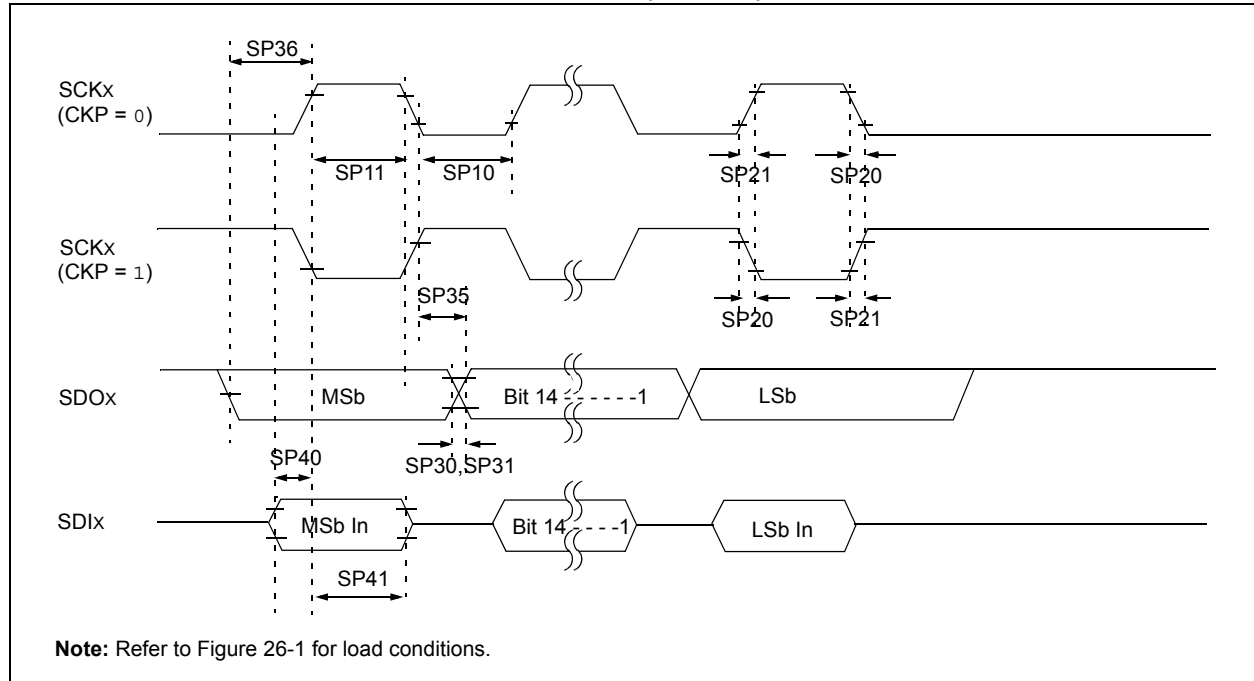 SP36
SCKx
(CKP = 0)
SP11
SP10
SP21
SP20
SCKx
(CKP = 1)
SP35
SP20
SP21
SDOx
MSb
Bit 14 - - - - - -1
LSb
SP40
SP30,SP31
SDIx
MSb In
Bit 14 - - - - -1
LSb In
SP41
Note: Refer to Figure 26-1 for load conditions.